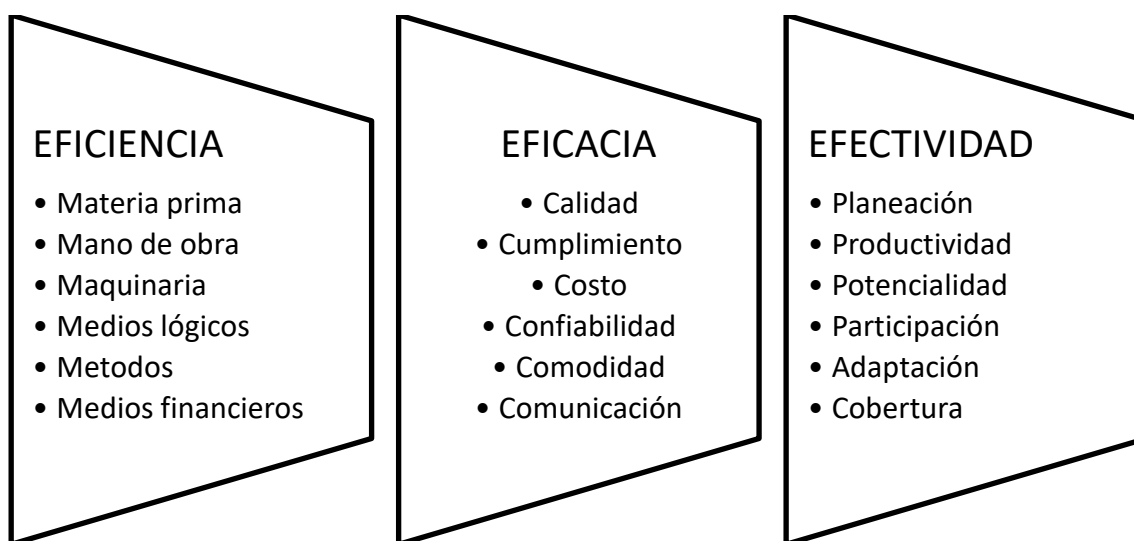 EFICIENCIA
• Materia prima
• Mano de obra
• Maquinaria
• Medios lógicos
• Metodos
• Medios financieros
EFICACIA
• Calidad
• Cumplimiento
• Costo
• Confiabilidad
• Comodidad
• Comunicación
EFECTIVIDAD
• Planeación
• Productividad
• Potencialidad
• Participación
• Adaptación
• Cobertura